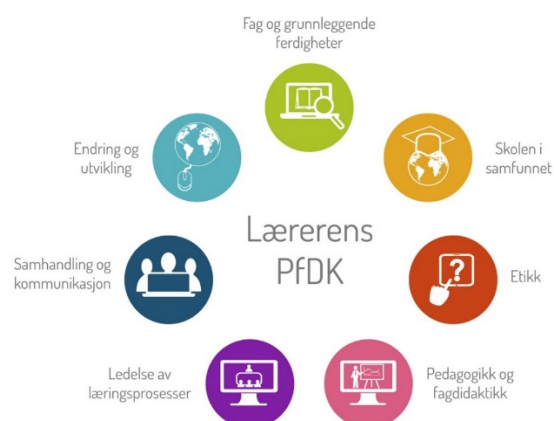 Fag og grunnleggende
ferdigheter
Endring og
utvikling
Skolen i
samfunnet
Lærerens
PfDK
Samhandling og
kommunikasjon
?
Etikk
Ledelse av
læringsprosesser
Pedagogikk og
fagdidaktikk